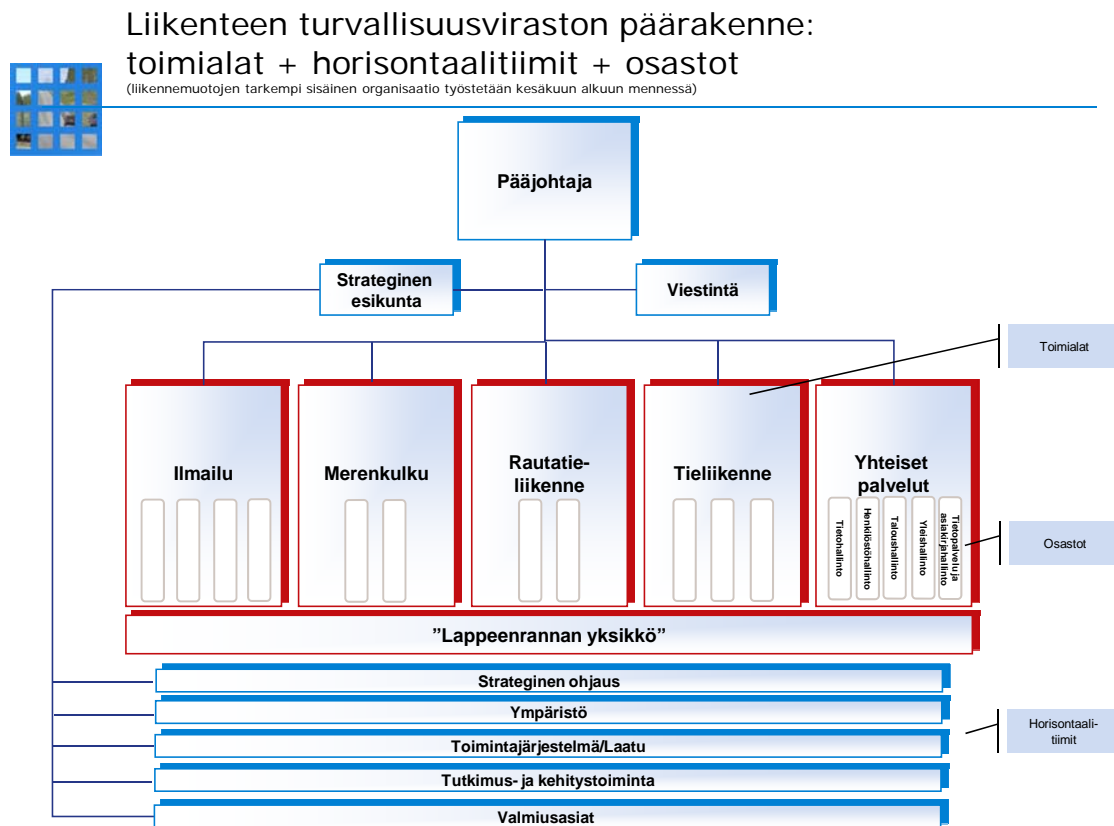 Liikenteen turvallisuusviraston päärakenne:
toimialat + horisontaalitiimit + osastot
(liikennemuotojen tarkempi sisäinen organisaatio työstetään kesäkuun alkuun mennessä)
Pääjohtaja
Strateginen
esikunta
Viestintä
Toimialat
Ilmailu
Merenkulku
Rautatie-
liikenne
Tieliikenne
Yhteiset
palvelut
Tietohallinto
Henkilöstöhallinto
Taloushallinto
Yleishallinto
Tietopalvelu ja
asiakirjahallinto
Osastot
”Lappeenrannan yksikkö”
Strateginen ohjaus
Ympäristö
Toimintajärjestelmä/Laatu
Tutkimus- ja kehitystoiminta
Valmiusasiat
Horisontaali-
tiimit